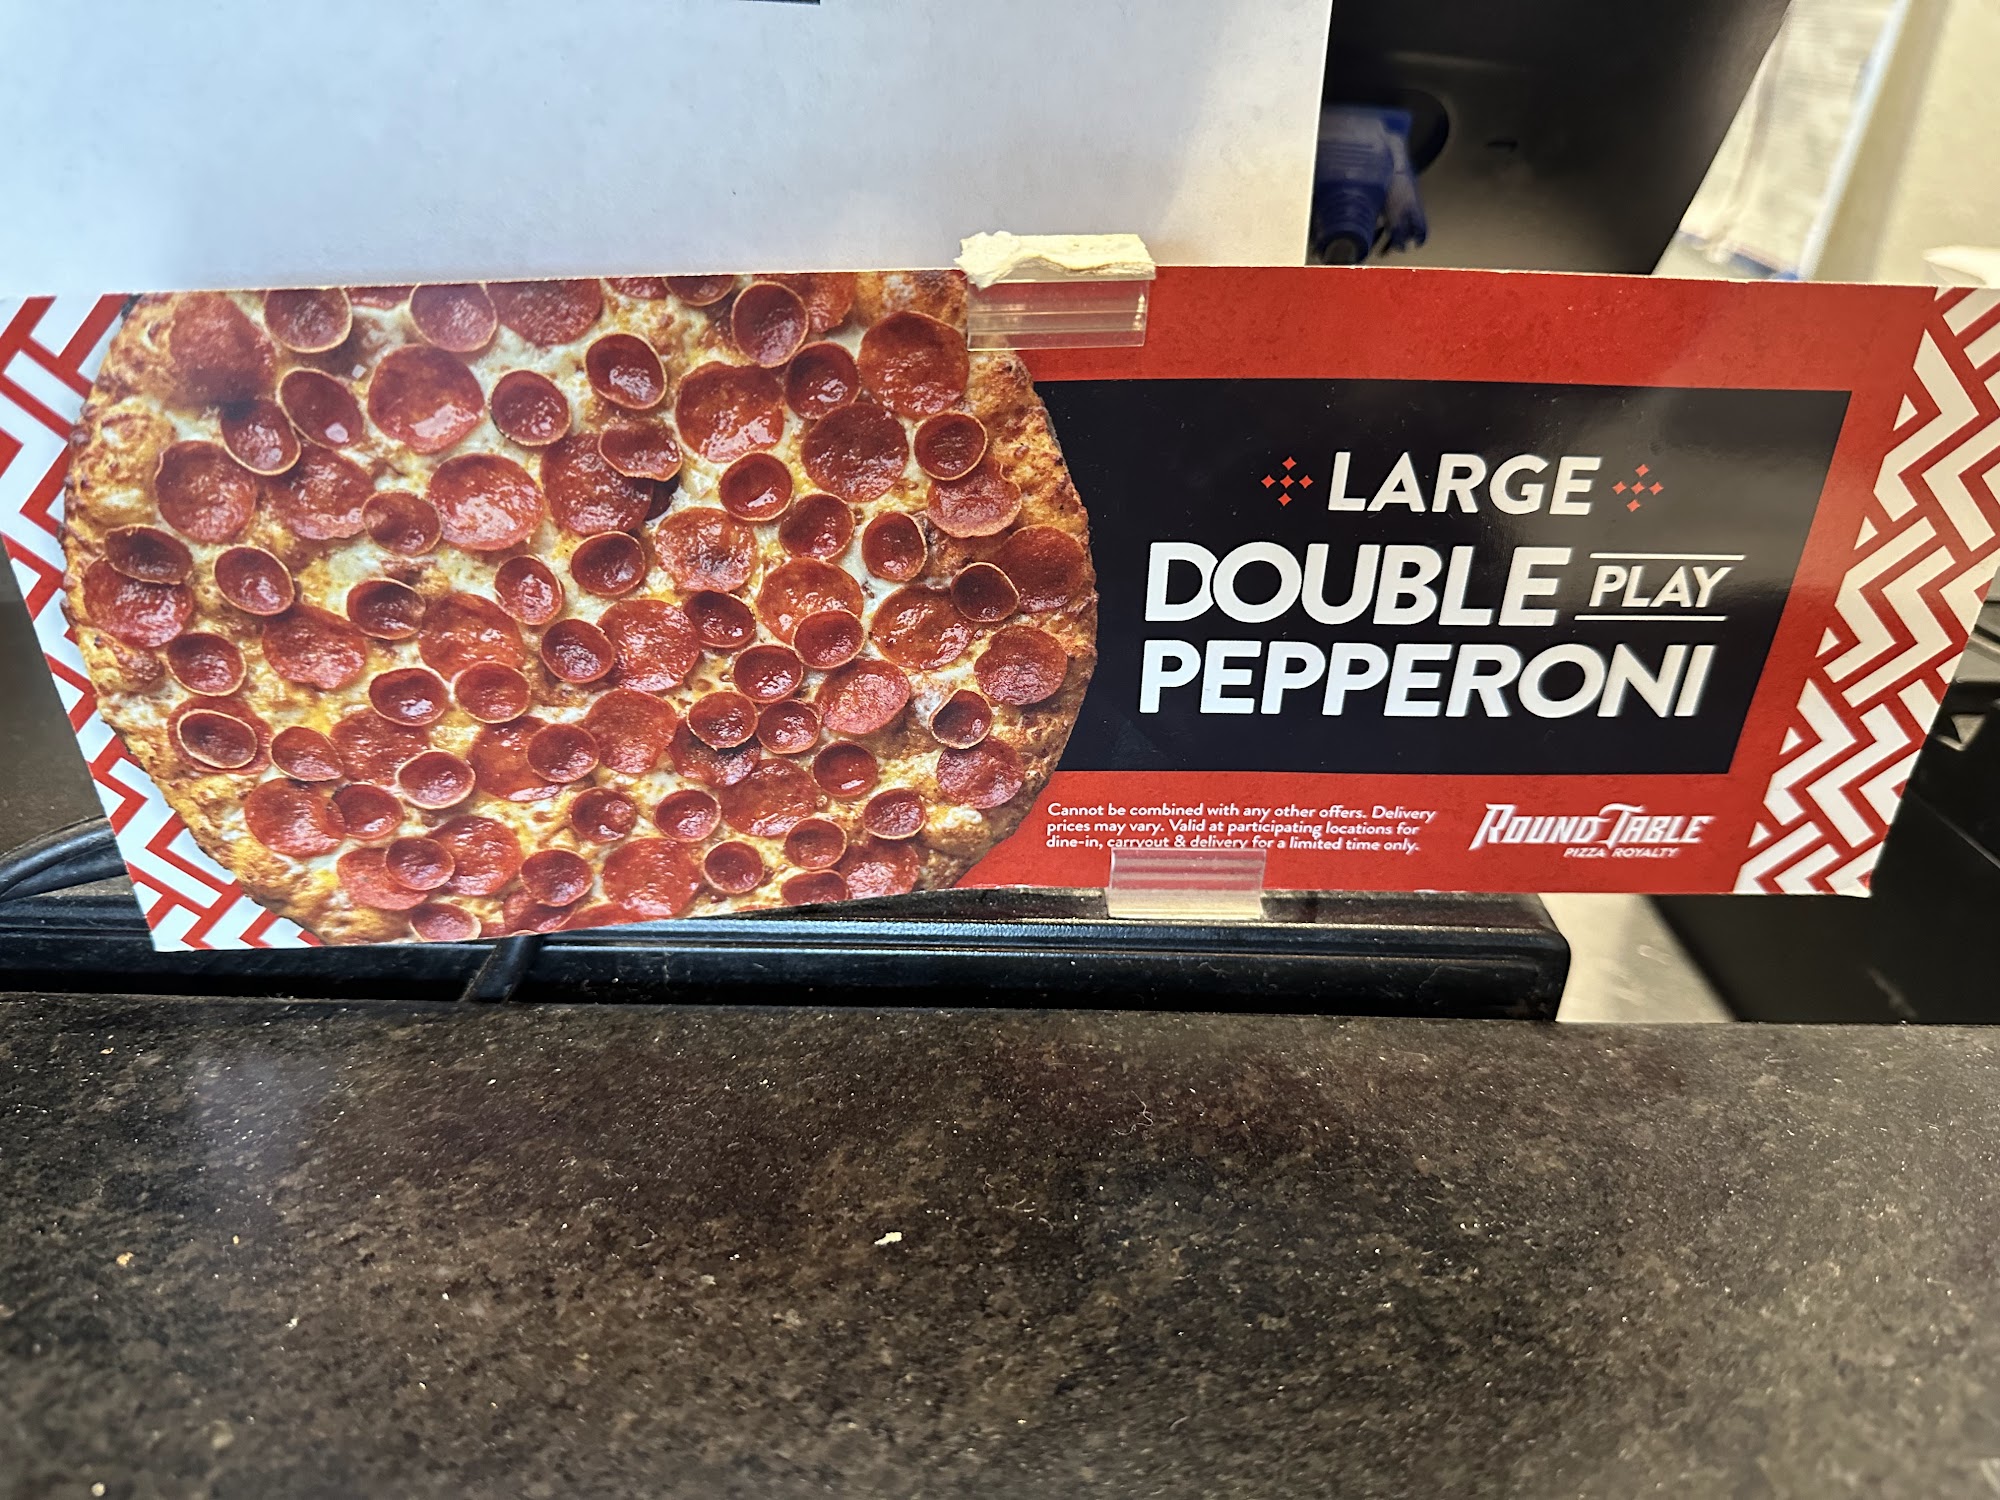 LARGE
DOUBLE PLAY
PEPPERONI
Cannot be combined with any other offers. Delivery
prices may vary. Valid at participating locations for
dine-in, carryout & delivery for a limited time only.
ROUND TABLE
PIZZA ROYALTY